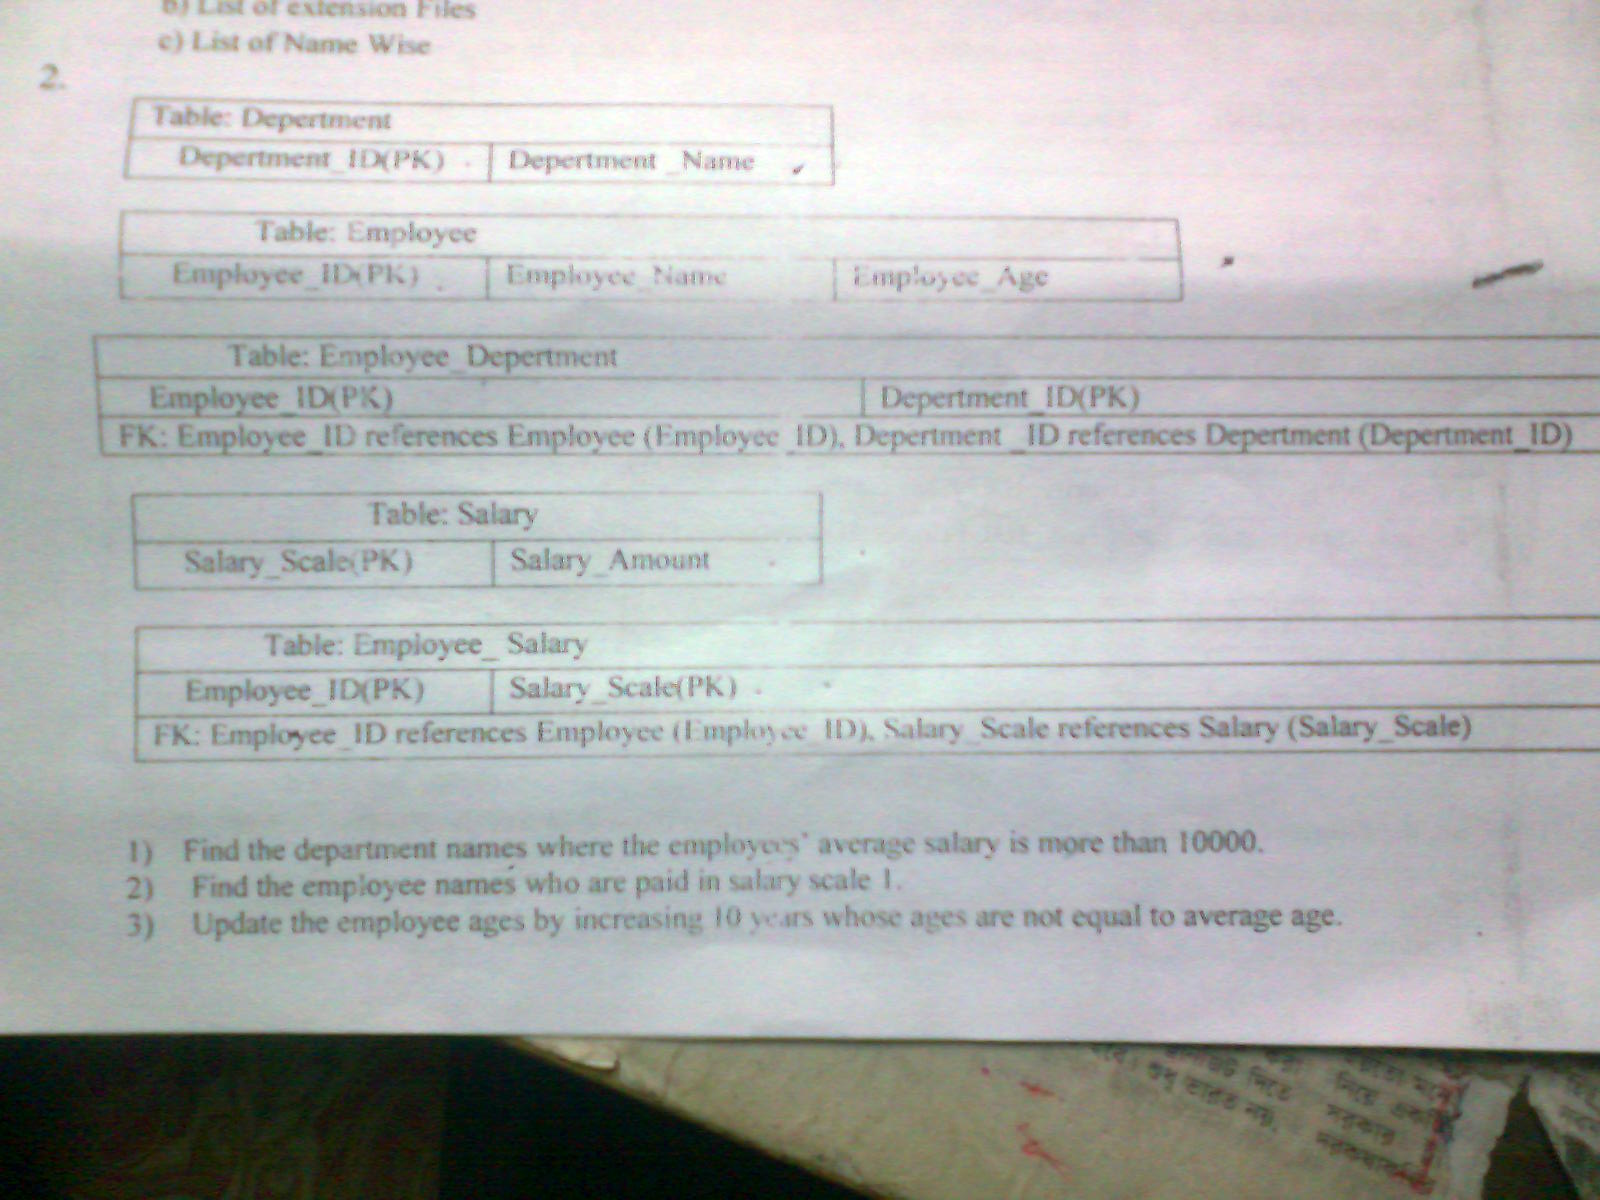 b) List of extension Files
c) List of Name Wise
2.
Table: Depertment
Depertment_ID(PK) Depertment _Name
Table: Employee
Employee_ID(PK) Employee_Name Employee_Age
Table: Employee_Depertment
Employee_ID(PK) Depertment_ID(PK)
FK: Employee_ID references Employee (Employee_ID), Depertment _ID references Depertment (Depertment_ID)
Table: Salary
Salary_Scale(PK) Salary_Amount
Table: Employee_ Salary
Employee_ID(PK) Salary_Scale(PK)
FK: Employee_ID references Employee (Employee_ID), Salary_Scale references Salary (Salary_Scale)
1) Find the department names where the employees' average salary is more than 10000.
2) Find the employee names who are paid in salary scale 1.
3) Update the employee ages by increasing 10 years whose ages are not equal to average age.
শুধু ভারত নয়,
সরকার